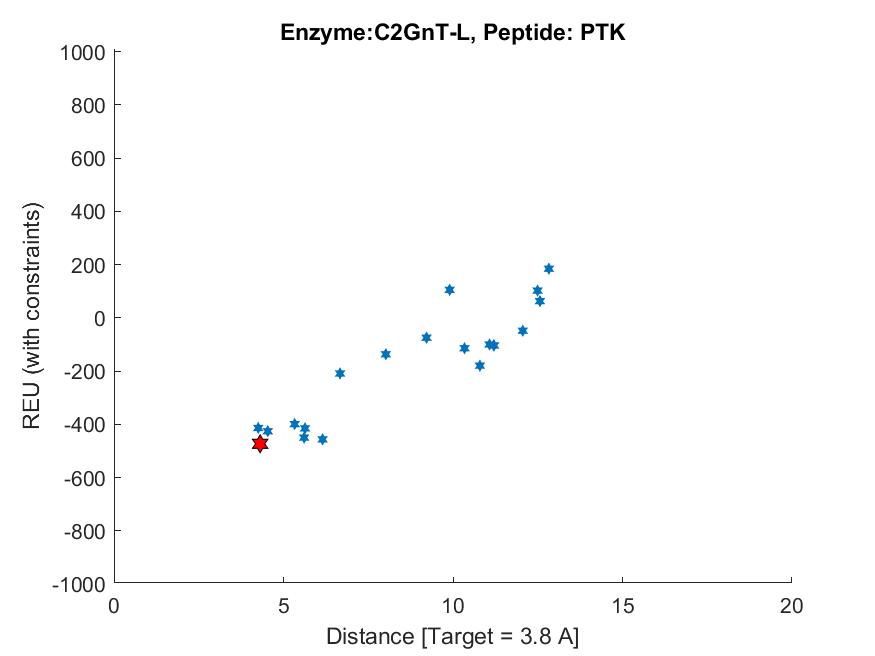 Enzyme:C2GnT-L, Peptide: PTK
1000
800
600
400
200
0
-200
-400
-600
-800
-1000
REU (with constraints)
0 5 10 15 20
Distance [Target = 3.8 A]